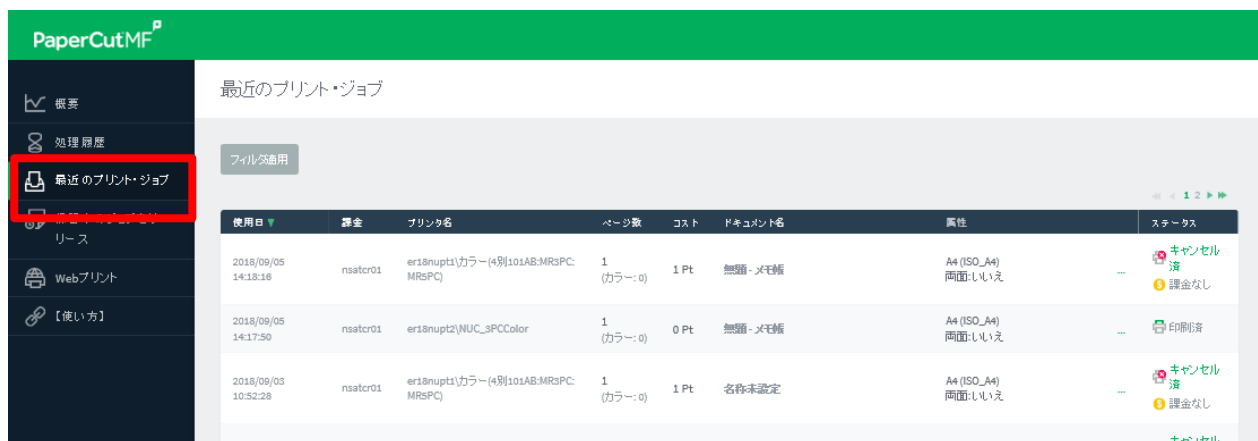 PaperCutMF
概要
処理履歴
最近のプリント・ジョブ
リース
Webプリント
【使い方】
最近のプリント・ジョブ
フィルタ適用
1 2
使用日 課金 プリンタ名 ページ数 コスト ドキュメント名 属性 ステータス
2018/09/05
14:18:16
nsatcr01
er18nupt1\カラー(4別101AB:MR3PC:
MR5PC)
1
(カラー: 0)
1 Pt
無題 - メモ帳
A4 (ISO_A4)
両面:いいえ
...
キャンセル
済
課金なし
2018/09/05
14:17:50
nsatcr01
er18nupt2\NUC_3PCColor
1
(カラー: 0)
0 Pt
無題 - メモ帳
A4 (ISO_A4)
両面:いいえ
...
印刷済
2018/09/03
10:52:28
nsatcr01
er18nupt1\カラー(4別101AB:MR3PC:
MR5PC)
1
(カラー: 0)
1 Pt
名称未設定
A4 (ISO_A4)
両面:いいえ
...
キャンセル
済
課金なし